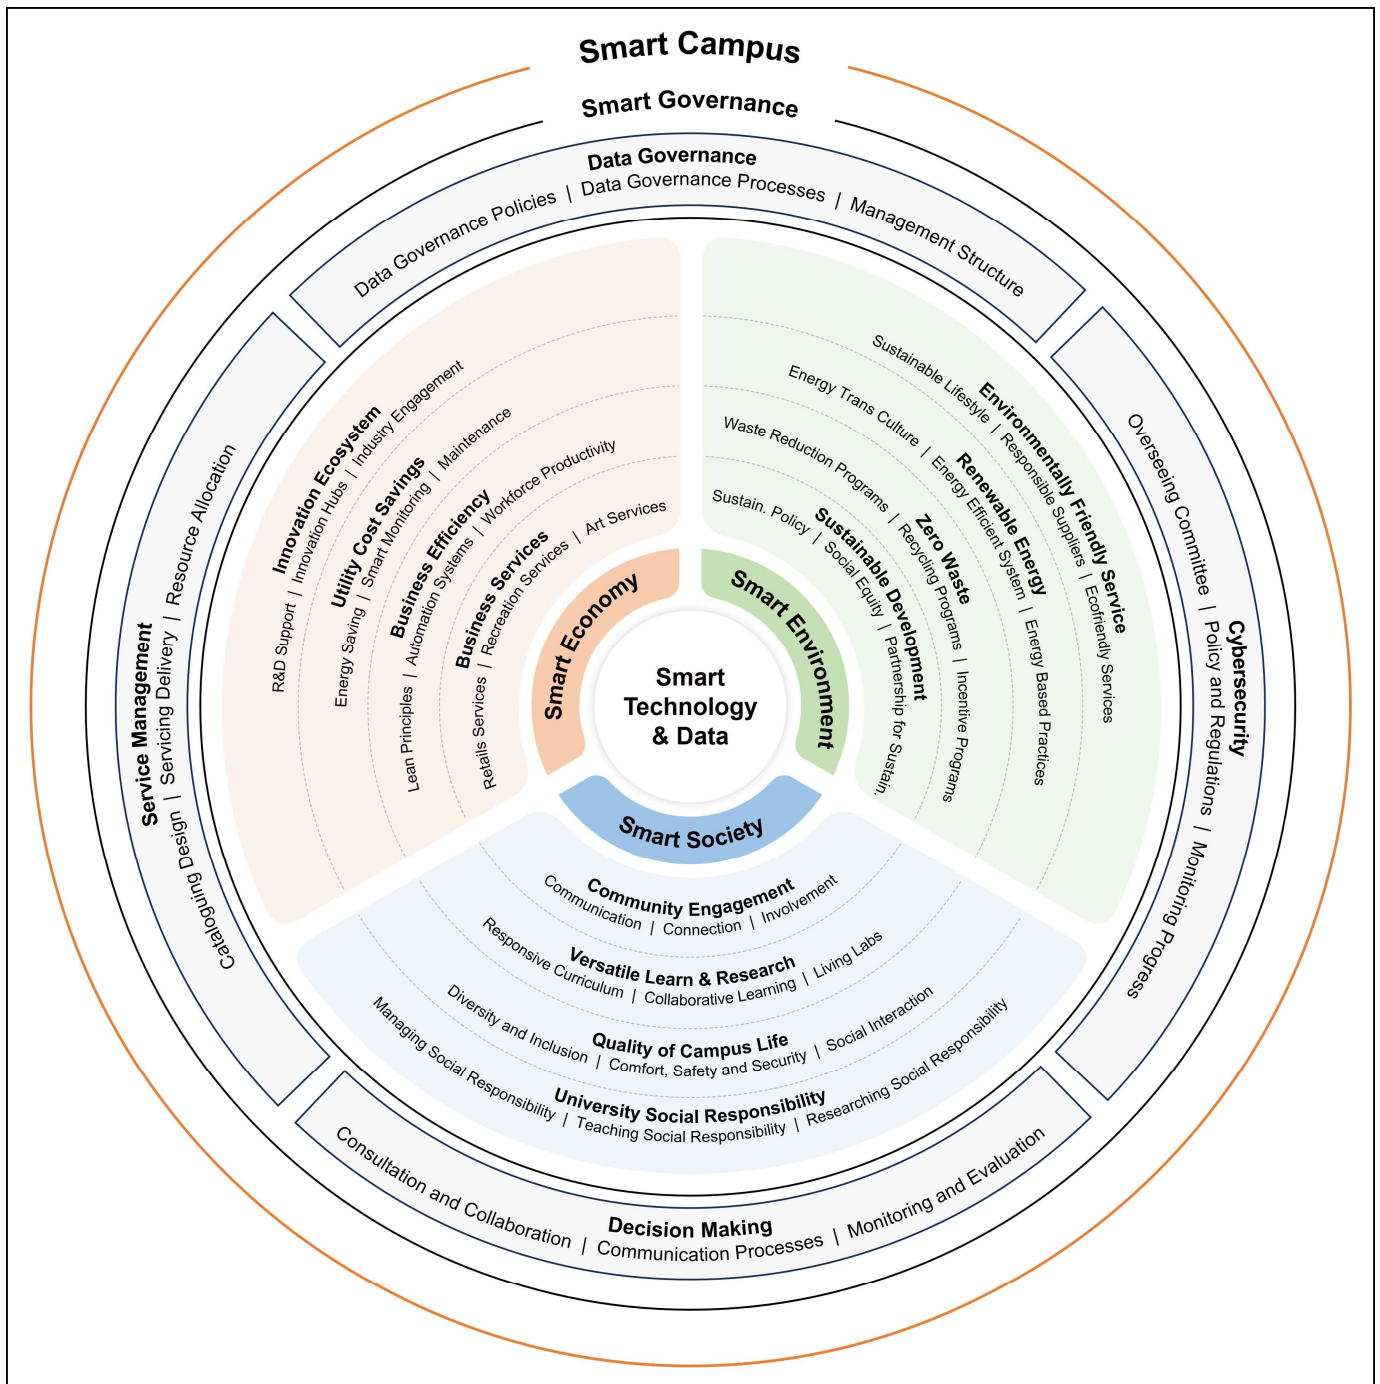 Smart Campus
Smart Governance
Data Governance
Data Governance Policies | Data Governance Processes | Management Structure
Service Management
Cataloguing Design | Servicing Delivery | Resource Allocation
Cybersecurity
Overseeing Committee | Policy and Regulations | Monitoring Progress
Innovation Ecosystem
R&D Support | Innovation Hubs | Industry Engagement
Utility Cost Savings
Energy Saving | Smart Monitoring | Maintenance
Business Efficiency
Lean Principles | Automation Systems | Workforce Productivity
Business Services
Retails Services | Recreation Services | Art Services
Smart Economy
Environmentally Friendly Service
Sustainable Lifestyle | Responsible Suppliers | Ecofriendly Services
Renewable Energy
Energy Trans Culture | Energy Efficient System | Energy Based Practices
Zero Waste
Waste Reduction Programs | Recycling Programs | Incentive Programs
Sustainable Development
Sustain. Policy | Social Equity | Partnership for Sustain.
Smart Environment
Smart
Technology
& Data
Smart Society
Community Engagement
Communication | Connection | Involvement
Versatile Learn & Research
Responsive Curriculum | Collaborative Learning | Living Labs
Quality of Campus Life
Diversity and Inclusion | Comfort, Safety and Security | Social Interaction
University Social Responsibility
Managing Social Responsibility | Teaching Social Responsibility | Researching Social Responsibility
Decision Making
Consultation and Collaboration | Communication Processes | Monitoring and Evaluation